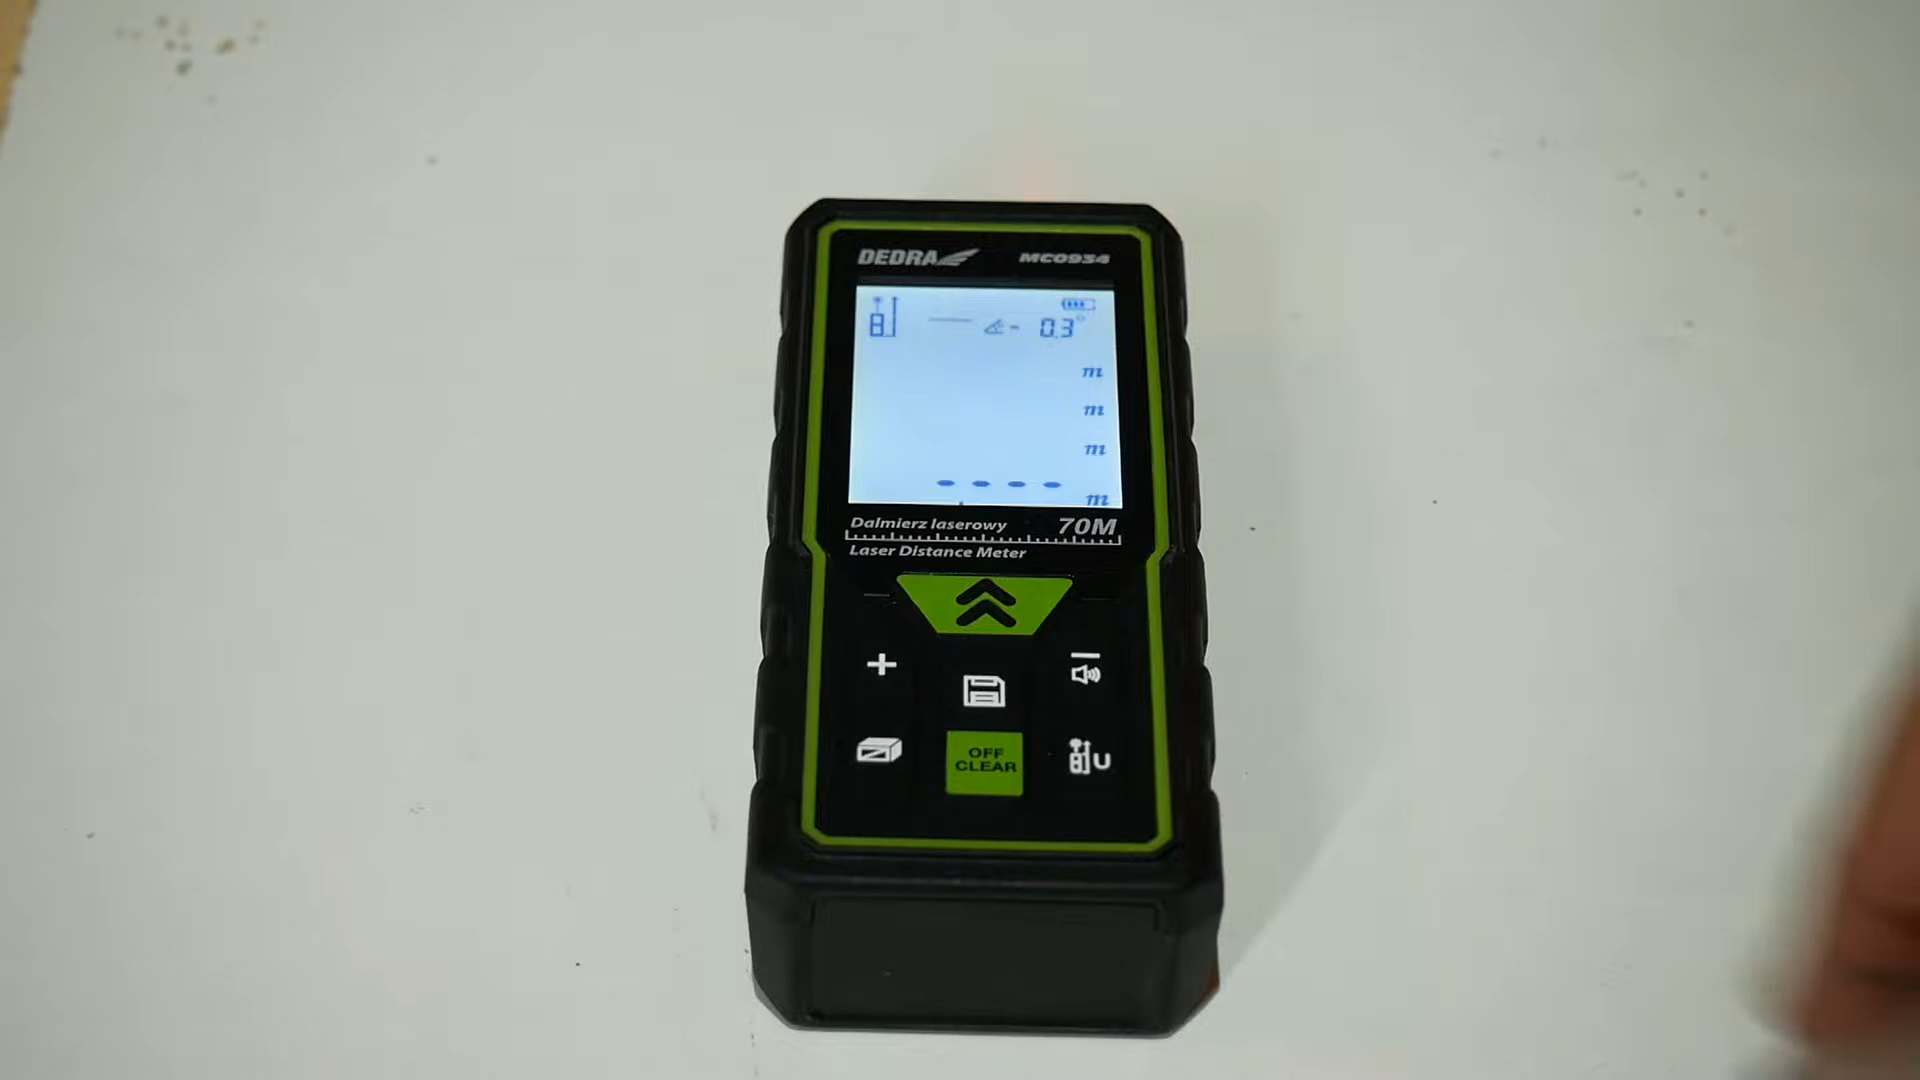 DEDRA MC0934
- 0.3°
m
m
m
- - - - m
Dalmierz laserowy 70M
Laser Distance Meter
OFF
CLEAR
U